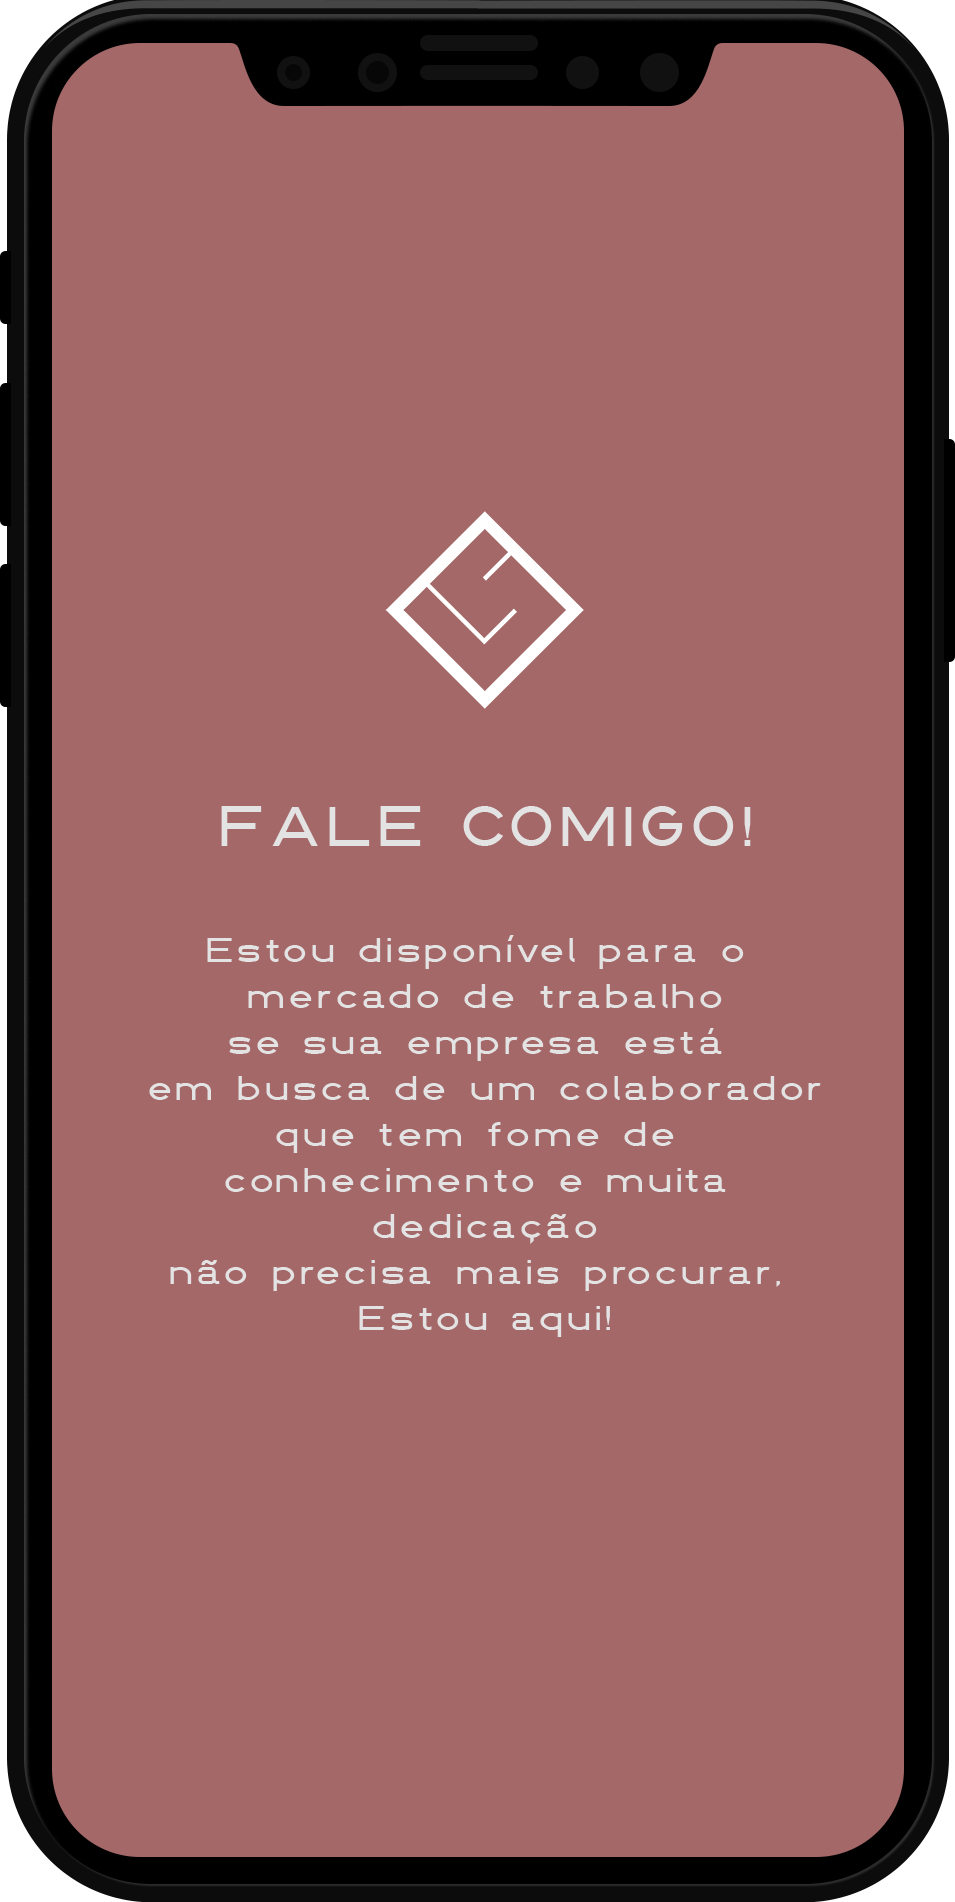 FALE COMIGO!
Estou disponível para o
mercado de trabalho
se sua empresa está
em busca de um colaborador
que tem fome de
conhecimento e muita
dedicação
não precisa mais procurar,
Estou aqui!